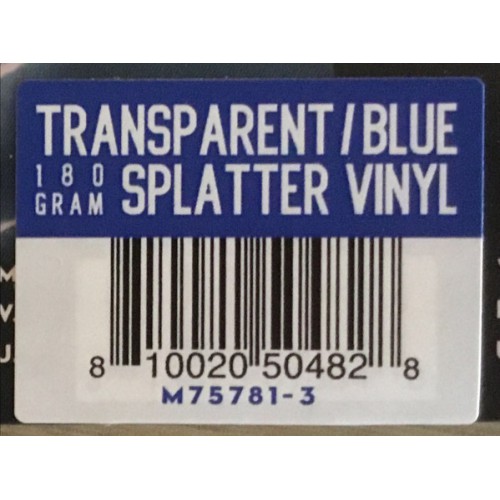 TRANSPARENT/BLUE
180 GRAM SPLATTER VINYL
8 10020 50482 8
M75781-3